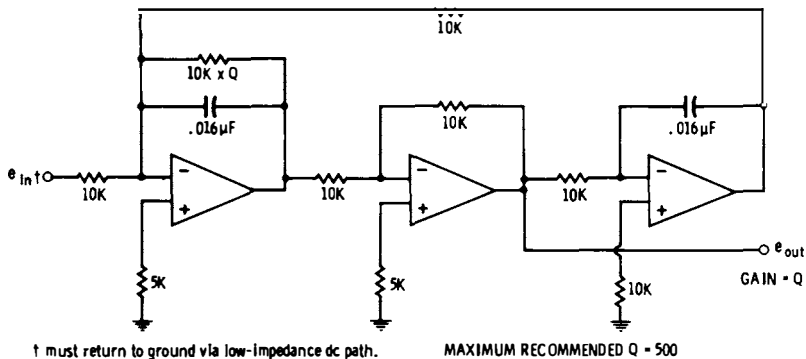 10K
10K x Q
.016µF
10K
.016µF
e in †
10K
10K
10K
−
+
−
+
−
+
5K
5K
10K
e out
GAIN = Q
† must return to ground via low-impedance dc path.
MAXIMUM RECOMMENDED Q = 500